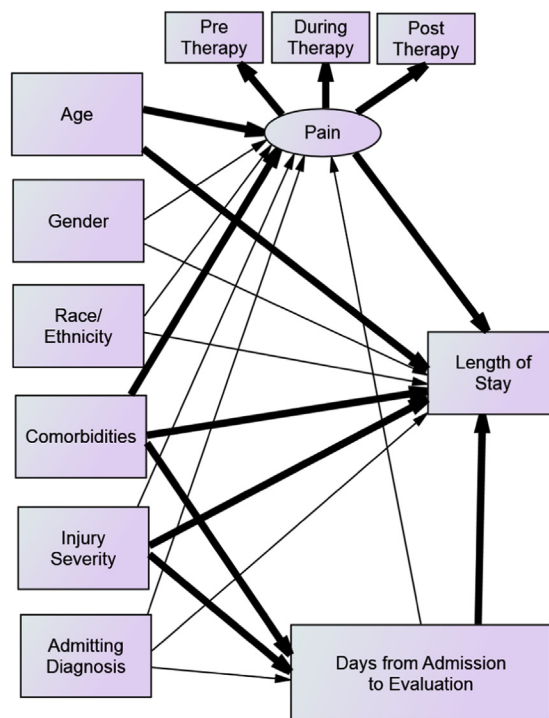 Pre
Therapy
During
Therapy
Post
Therapy
Age
Pain
Gender
Race/
Ethnicity
Length of
Stay
Comorbidities
Injury
Severity
Admitting
Diagnosis
Days from Admission
to Evaluation